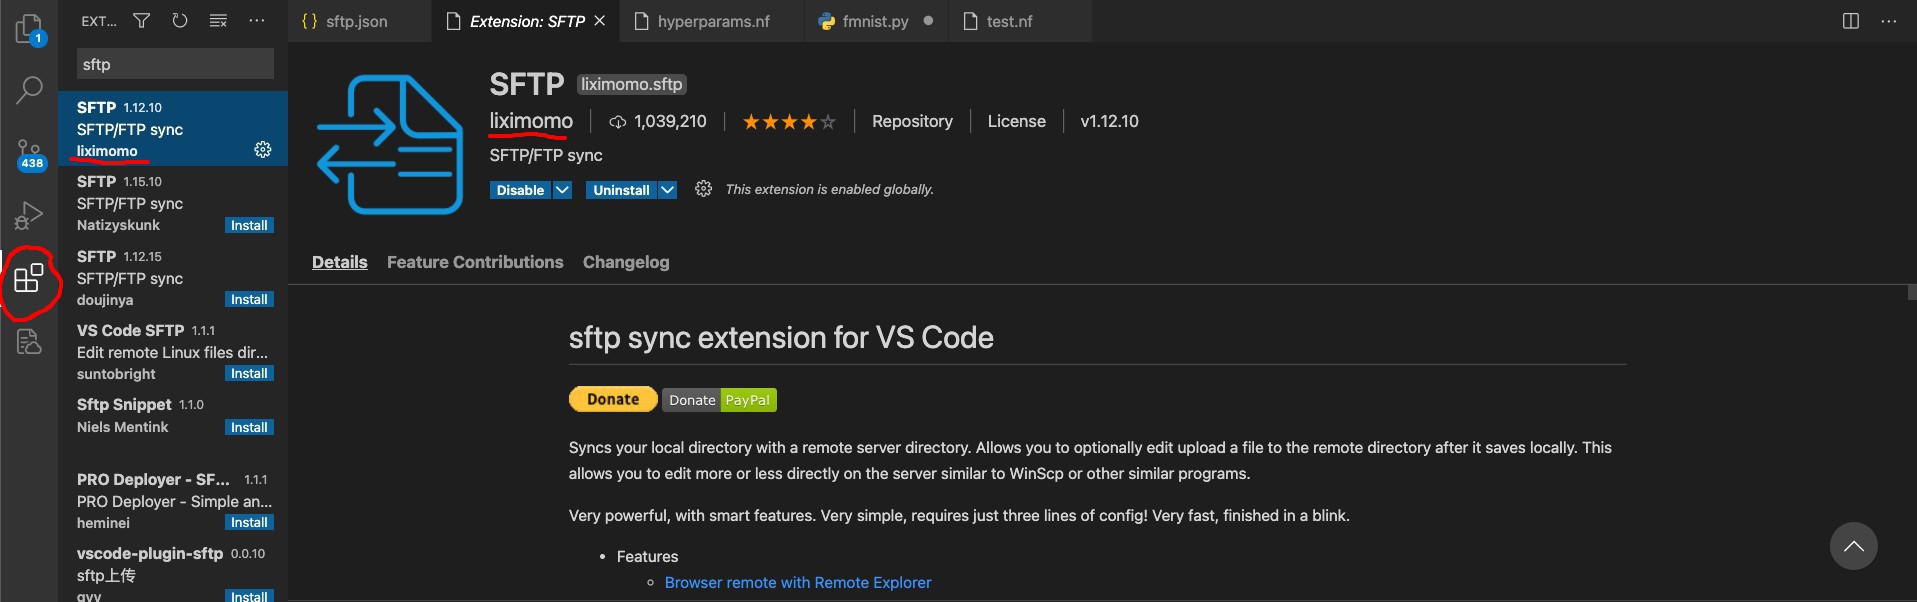 EXT...
sftp.json
Extension: SFTP
hyperparams.nf
fmnist.py
test.nf
1
438
sftp
SFTP 1.12.10
SFTP/FTP sync
liximomo
SFTP 1.15.10
SFTP/FTP sync
Natizyskunk Install
SFTP 1.12.15
SFTP/FTP sync
doujinya Install
VS Code SFTP 1.1.1
Edit remote Linux files dir...
suntobright Install
Sftp Snippet 1.1.0
Niels Mentink Install
PRO Deployer - SF... 1.1.1
PRO Deployer - Simple an...
heminei Install
vscode-plugin-sftp 0.0.10
sftp上传
Install
SFTP liximomo.sftp
liximomo 1,039,210 Repository License v1.12.10
SFTP/FTP sync
Disable Uninstall This extension is enabled globally.
Details Feature Contributions Changelog
sftp sync extension for VS Code
Donate Donate PayPal
Syncs your local directory with a remote server directory. Allows you to optionally edit upload a file to the remote directory after it saves locally. This
allows you to edit more or less directly on the server similar to WinScp or other similar programs.
Very powerful, with smart features. Very simple, requires just three lines of config! Very fast, finished in a blink.
• Features
◦ Browser remote with Remote Explorer